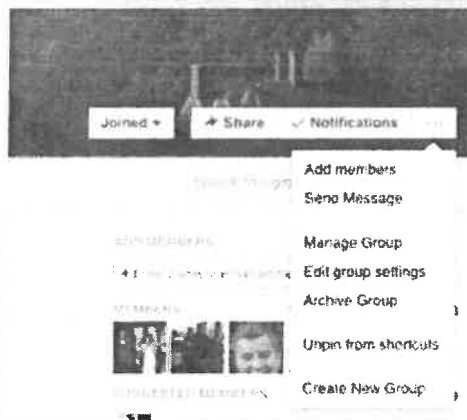 Joined
Share
Notifications
Add members
Send Message
Manage Group
Edit group settings
Archive Group
Unpin from shortcuts
Create New Group